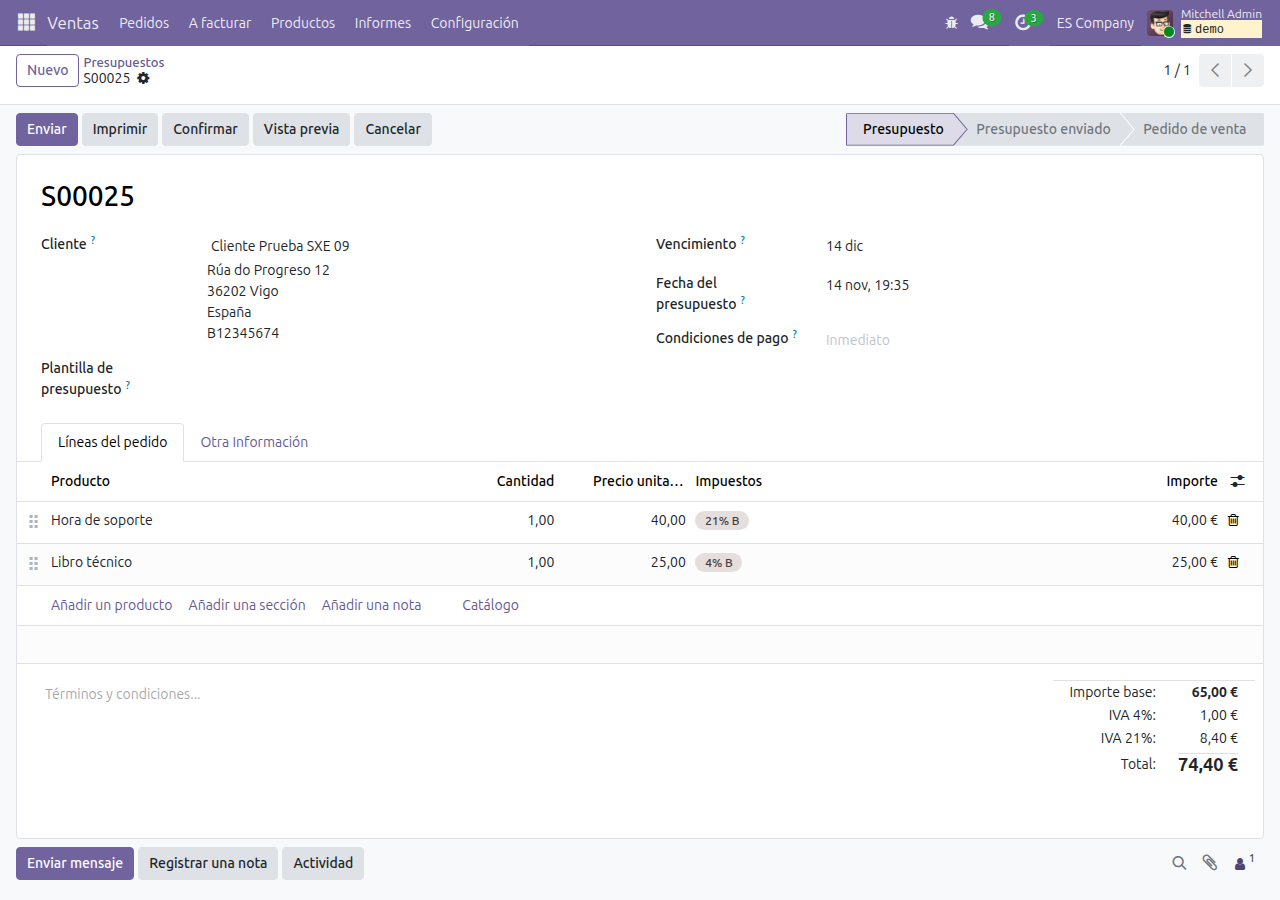 Ventas Pedidos A facturar Productos Informes Configuración 8 3 ES Company Mitchell Admin
demo
Nuevo Presupuestos
S00025 1 / 1
Enviar Imprimir Confirmar Vista previa Cancelar Presupuesto Presupuesto enviado Pedido de venta
S00025
Cliente ? Cliente Prueba SXE 09 Vencimiento ? 14 dic
Rúa do Progreso 12
36202 Vigo
España
B12345674
Fecha del presupuesto ? 14 nov, 19:35
Condiciones de pago ? Inmediato
Plantilla de
presupuesto ?
Líneas del pedido Otra Información
Producto Cantidad Precio unita... Impuestos Importe
Hora de soporte 1,00 40,00 21% B 40,00 €
Libro técnico 1,00 25,00 4% B 25,00 €
Añadir un producto Añadir una sección Añadir una nota Catálogo
Términos y condiciones...
Importe base: 65,00 €
IVA 4%: 1,00 €
IVA 21%: 8,40 €
Total: 74,40 €
Enviar mensaje Registrar una nota Actividad 1